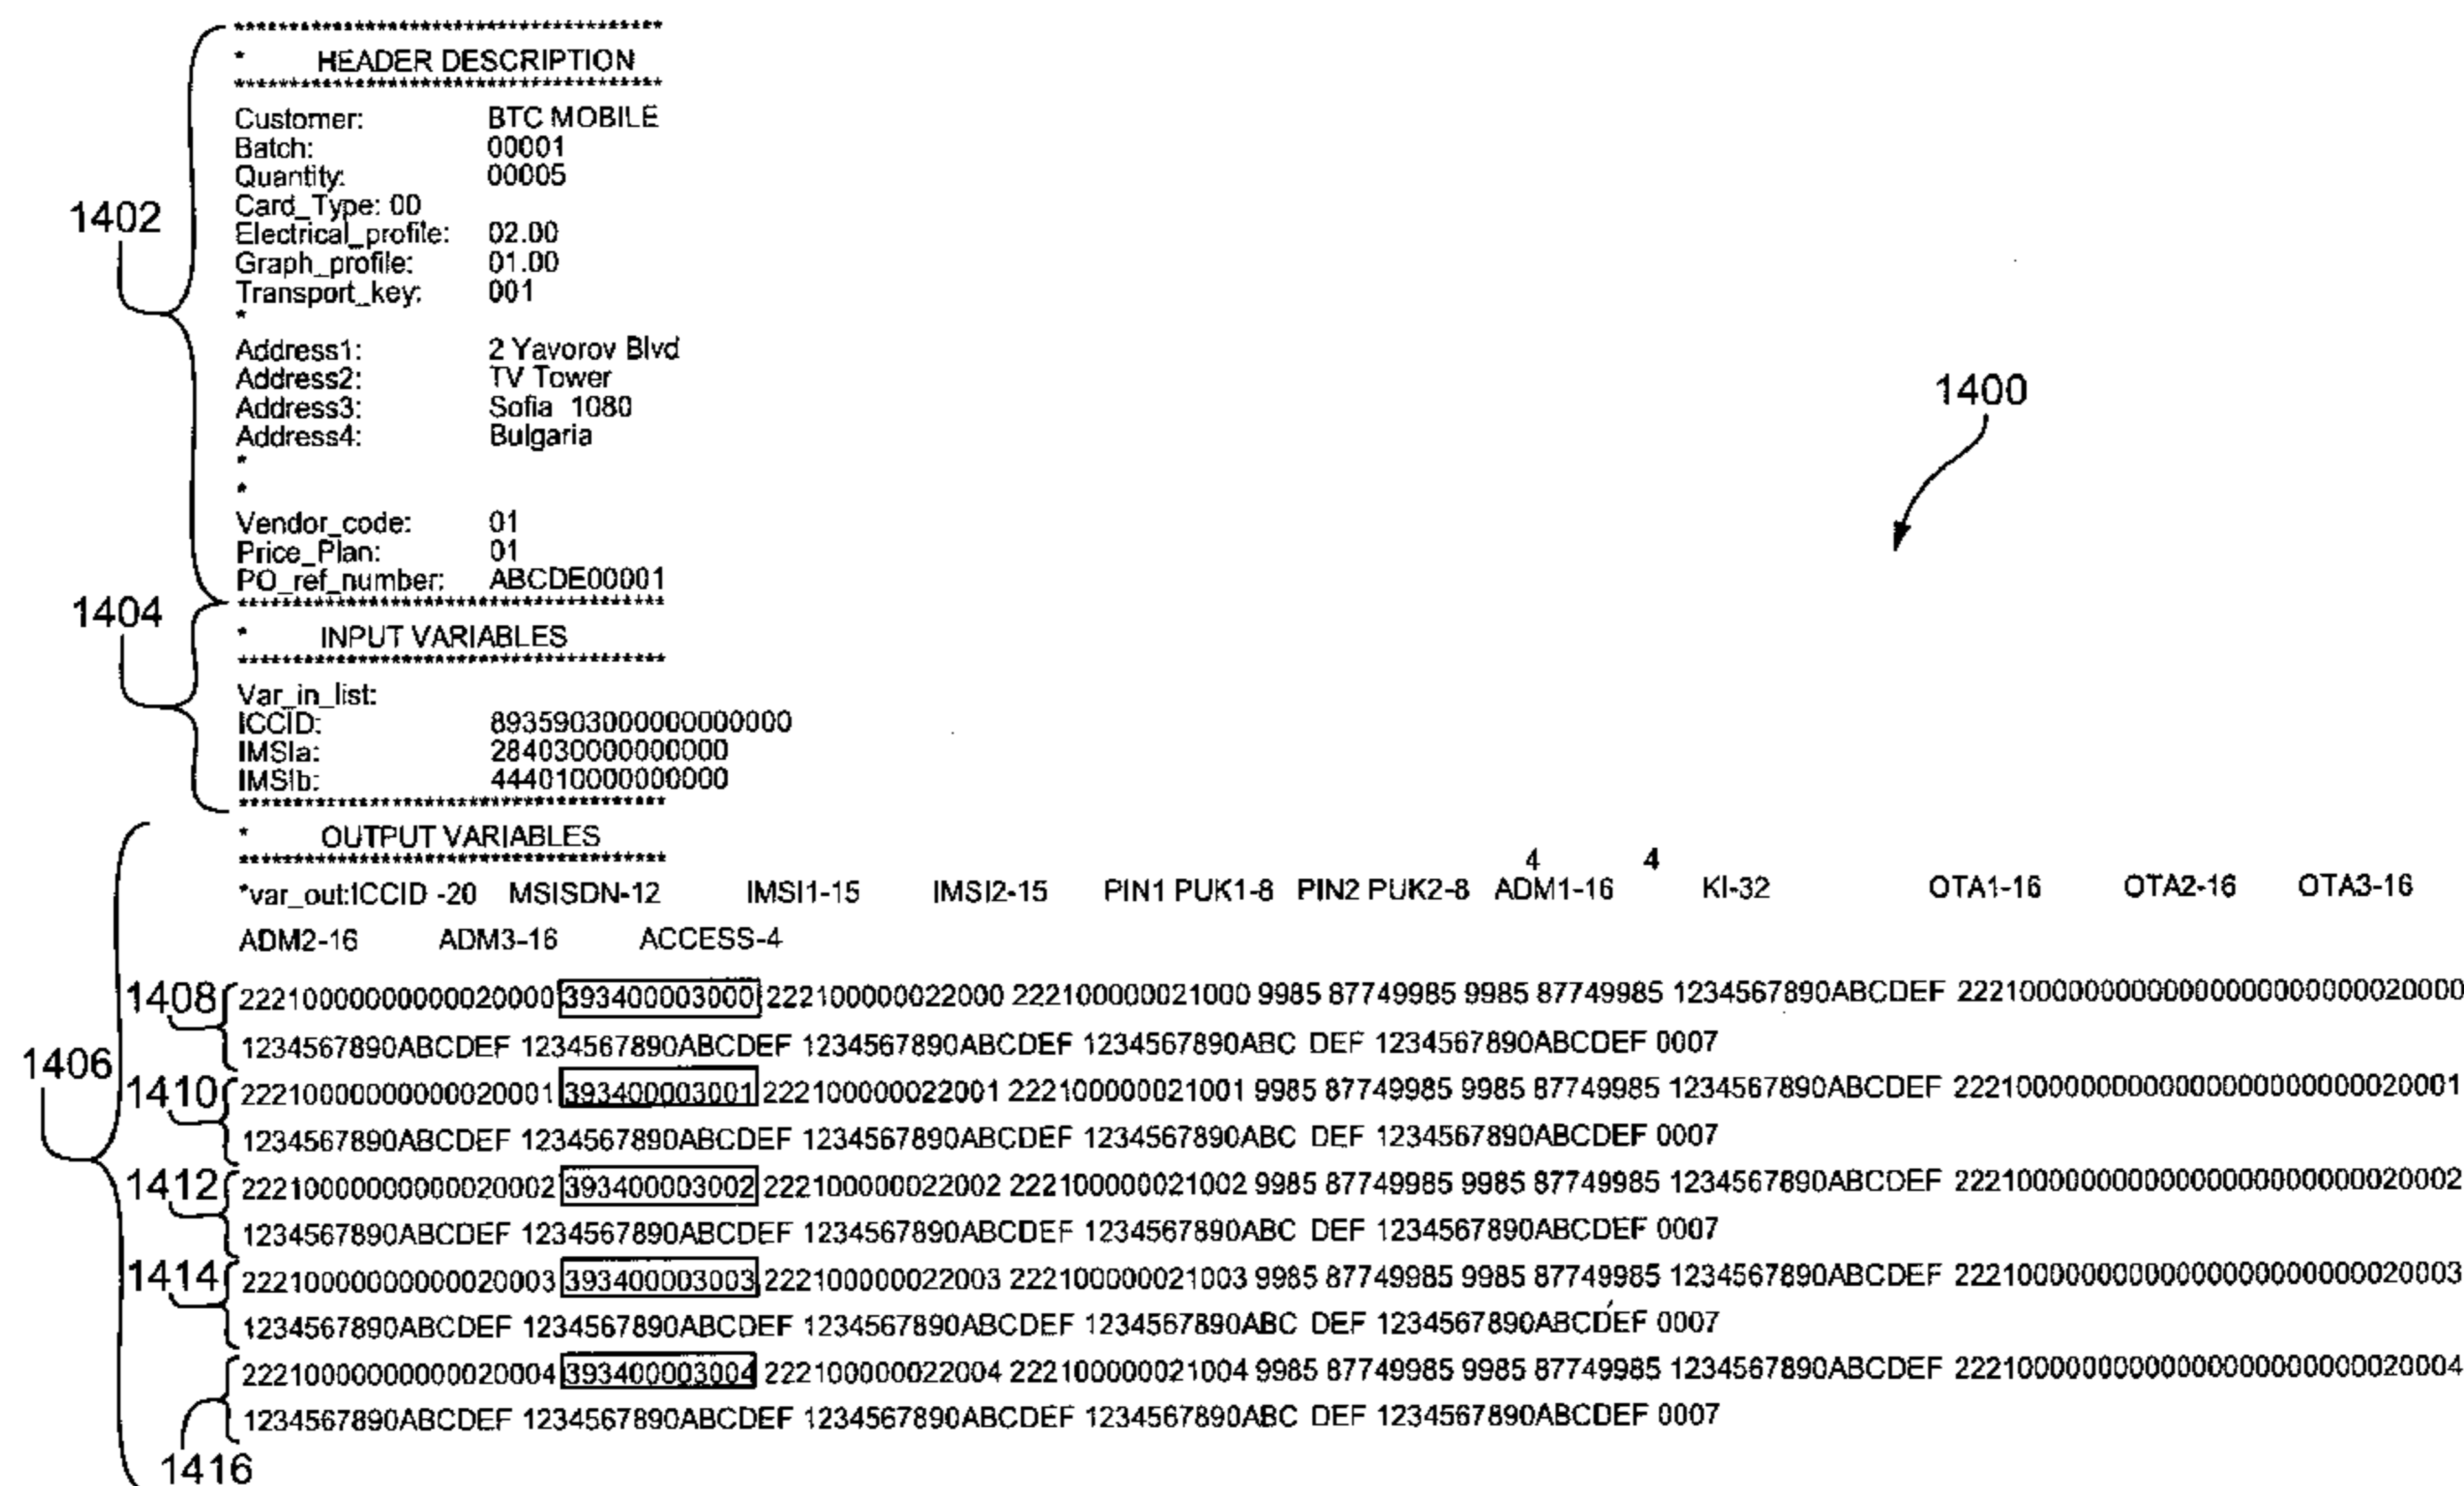 ****************************************
* HEADER DESCRIPTION
****************************************
Customer: BTC MOBILE
Batch: 00001
Quantity: 00005
Card_Type: 00
1402
Electrical_profile: 02.00
Graph_profile: 01.00
Transport_key: 001
*
Address1: 2 Yavorov Blvd
Address2: TV Tower
1400
Address3: Sofia 1080
Address4: Bulgaria
*
*
Vendor_code: 01
Price_Plan: 01
PO_ref_number: ABCDE00001
1404
****************************************
* INPUT VARIABLES
****************************************
Var_in_list:
ICCID: 8935903000000000000
IMSIa: 284030000000000
IMSIb: 444010000000000
****************************************
* OUTPUT VARIABLES
****************************************
4 4
*var_out:ICCID -20 MSISDN-12 IMSI1-15 IMSI2-15 PIN1 PUK1-8 PIN2 PUK2-8 ADM1-16 KI-32 OTA1-16 OTA2-16 OTA3-16
ADM2-16 ADM3-16 ACCESS-4
1408 22210000000000020000 393400003000 222100000022000 222100000021000 9985 87749985 9985 87749985 1234567890ABCDEF 22210000000000000000000000020000
1234567890ABCDEF 1234567890ABCDEF 1234567890ABCDEF 1234567890ABC DEF 1234567890ABCDEF 0007
1406
1410 22210000000000020001 393400003001 222100000022001 222100000021001 9985 87749985 9985 87749985 1234567890ABCDEF 22210000000000000000000000020001
1234567890ABCDEF 1234567890ABCDEF 1234567890ABCDEF 1234567890ABC DEF 1234567890ABCDEF 0007
1412 22210000000000020002 393400003002 222100000022002 222100000021002 9985 87749985 9985 87749985 1234567890ABCDEF 22210000000000000000000000020002
1234567890ABCDEF 1234567890ABCDEF 1234567890ABCDEF 1234567890ABC DEF 1234567890ABCDEF 0007
1414 22210000000000020003 393400003003 222100000022003 222100000021003 9985 87749985 9985 87749985 1234567890ABCDEF 22210000000000000000000000020003
1234567890ABCDEF 1234567890ABCDEF 1234567890ABCDEF 1234567890ABC DEF 1234567890ABCDEF 0007
22210000000000020004 393400003004 222100000022004 222100000021004 9985 87749985 9985 87749985 1234567890ABCDEF 22210000000000000000000000020004
1234567890ABCDEF 1234567890ABCDEF 1234567890ABCDEF 1234567890ABC DEF 1234567890ABCDEF 0007
1416